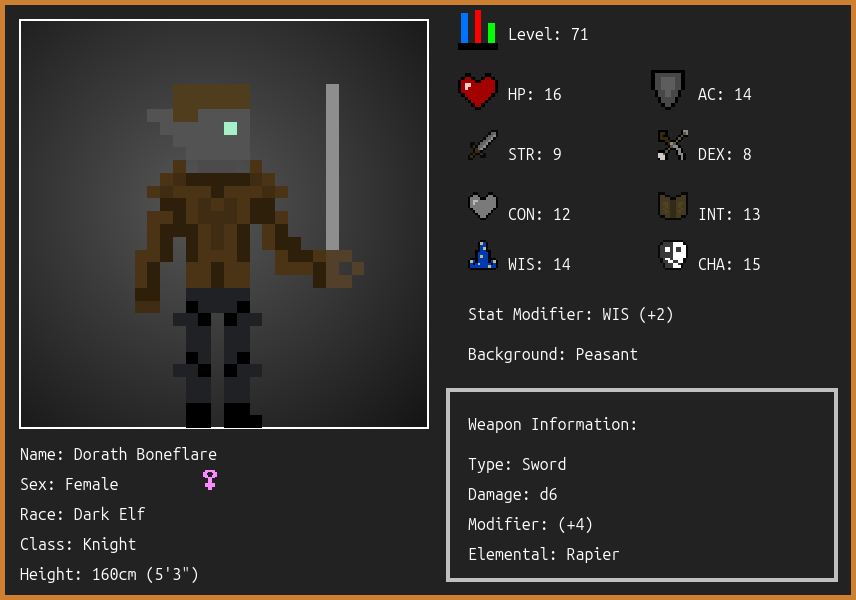 Level: 71
HP: 16
AC: 14
STR: 9
DEX: 8
CON: 12
INT: 13
WIS: 14
CHA: 15
Stat Modifier: WIS (+2)
Background: Peasant
Weapon Information:
Type: Sword
Damage: d6
Modifier: (+4)
Elemental: Rapier
Name: Dorath Boneflare
Sex: Female
Race: Dark Elf
Class: Knight
Height: 160cm (5'3")